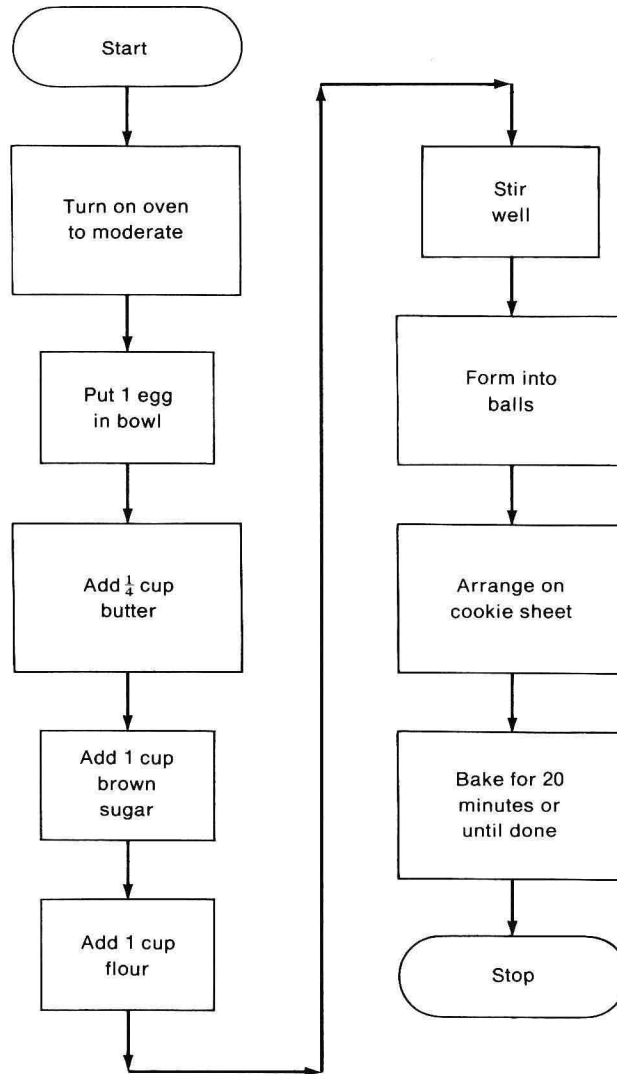 Start
Turn on oven
to moderate
Put 1 egg
in bowl
Add 1/4 cup
butter
Add 1 cup
brown
sugar
Add 1 cup
flour
Stir
well
Form into
balls
Arrange on
cookie sheet
Bake for 20
minutes or
until done
Stop